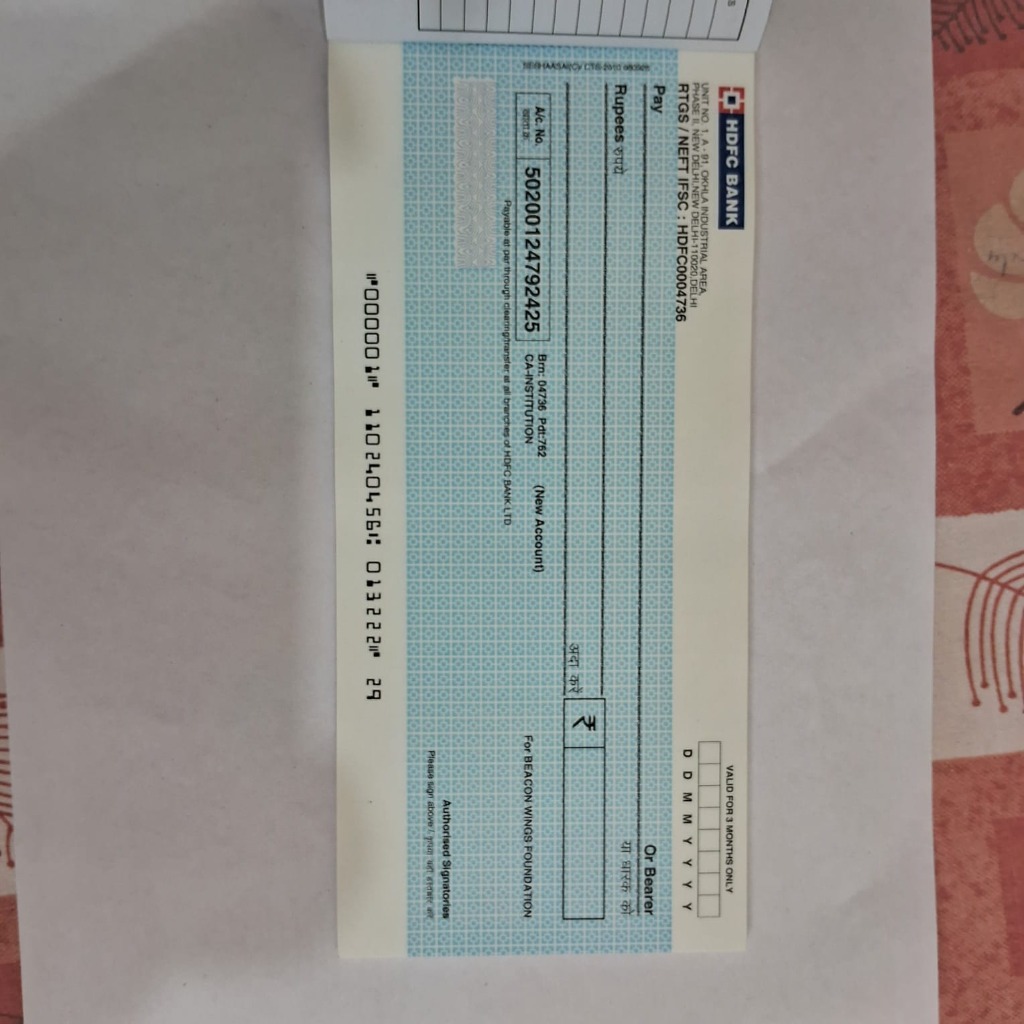 HDFC BANK
UNIT NO. 1, A - 91, OKHLA INDUSTRIAL AREA,
PHASE II, NEW DELHI,NEW DELHI-110020,DELHI
RTGS / NEFT IFSC : HDFC0004736
VALID FOR 3 MONTHS ONLY
D D M M Y Y Y Y
Pay
Or Bearer
या धारक को
Rupees रुपये
अदा करें
₹
A/c. No.
50200124792425
Brn: 04736 Pdt:762
CA-INSTITUTION
(New Account)
For BEACON WINGS FOUNDATION
Payable at par through clearing/transfer at all branches of HDFC BANK LTD
Authorised Signatories
Please sign above /
⑈000001⑈ 110240456⑆ 013222⑈ 29